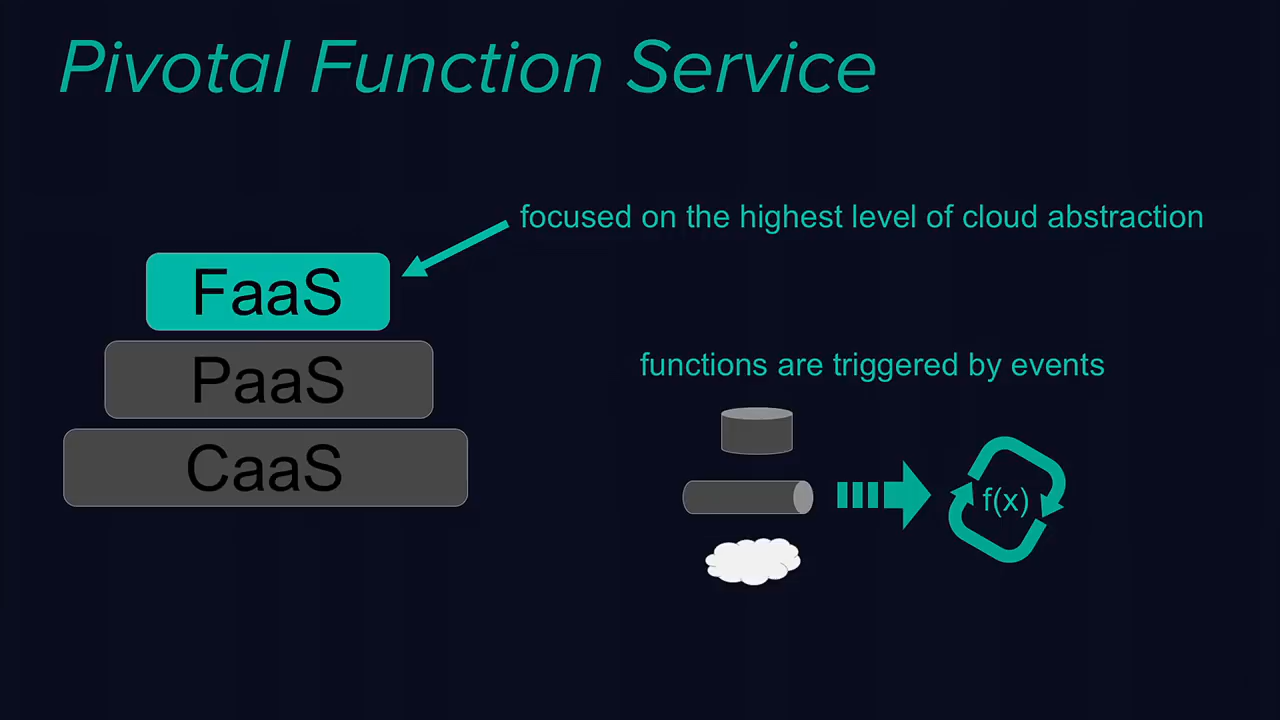 Pivotal Function Service
focused on the highest level of cloud abstraction
FaaS
PaaS
CaaS
functions are triggered by events
f(x)